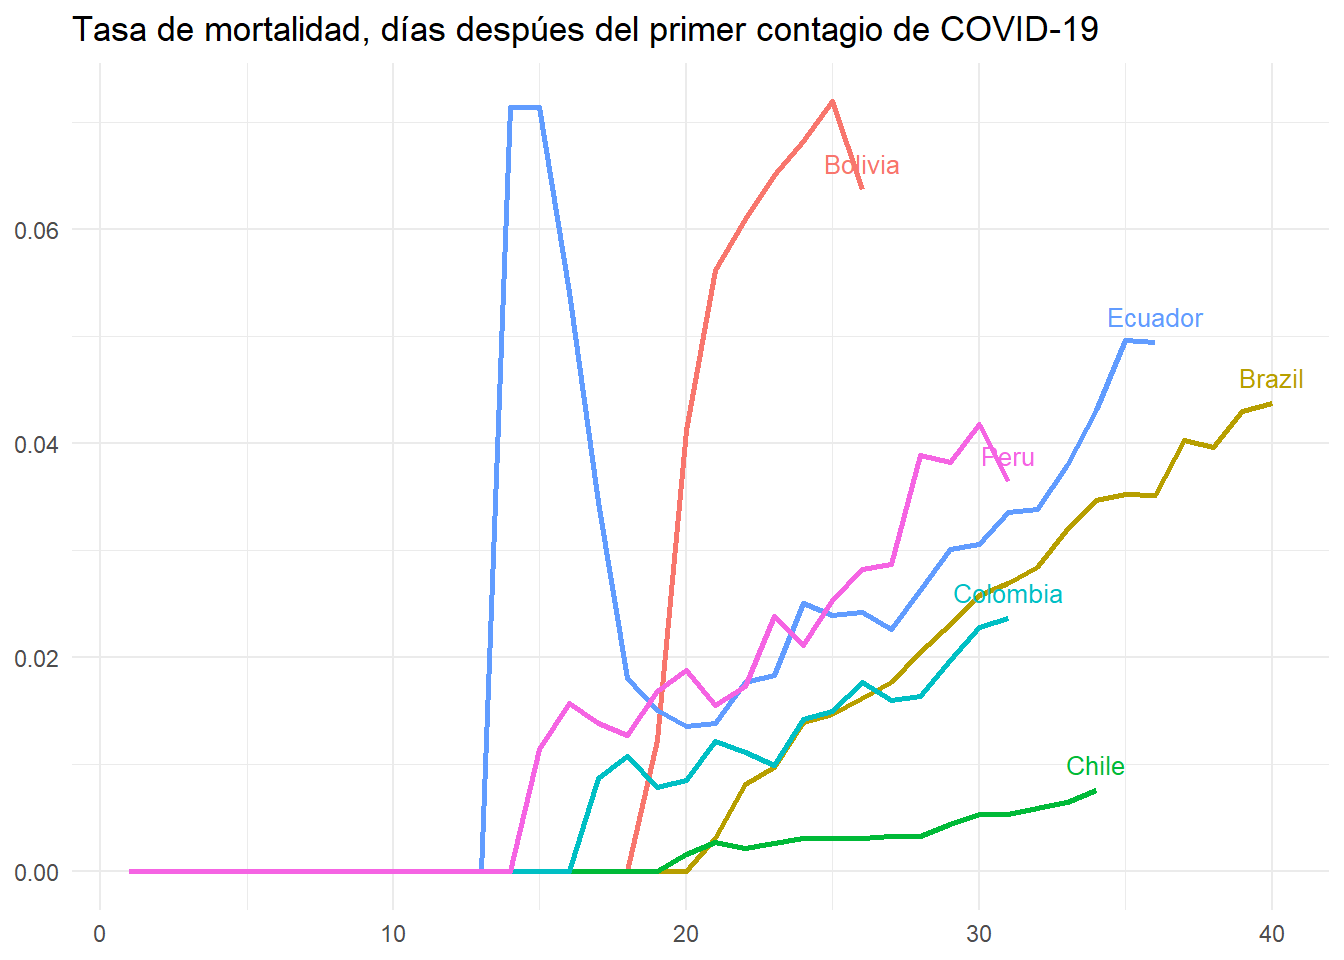 Tasa de mortalidad, días despúes del primer contagio de COVID-19
Bolivia
0.06
Ecuador
Brazil
0.04
Peru
Colombia
0.02
Chile
0.00
0 10 20 30 40